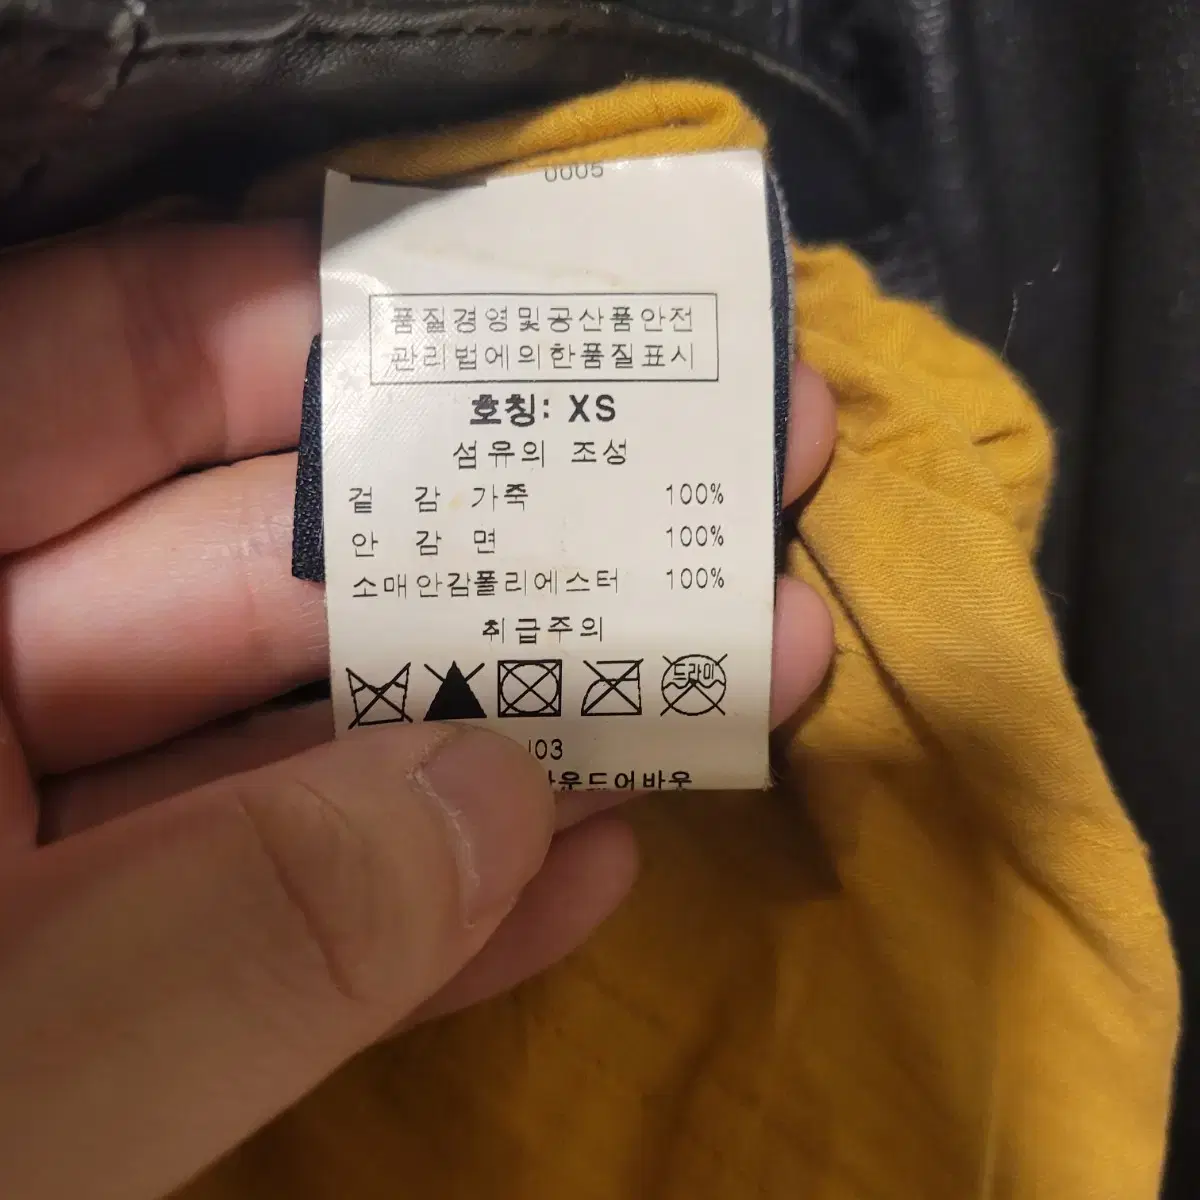 0005
품질경영및공산품안전
관리법에의한품질표시
호칭: XS
섬유의 조성
겉 감 가죽 100%
안 감 면 100%
소매안감폴리에스터 100%
취급주의
드라이